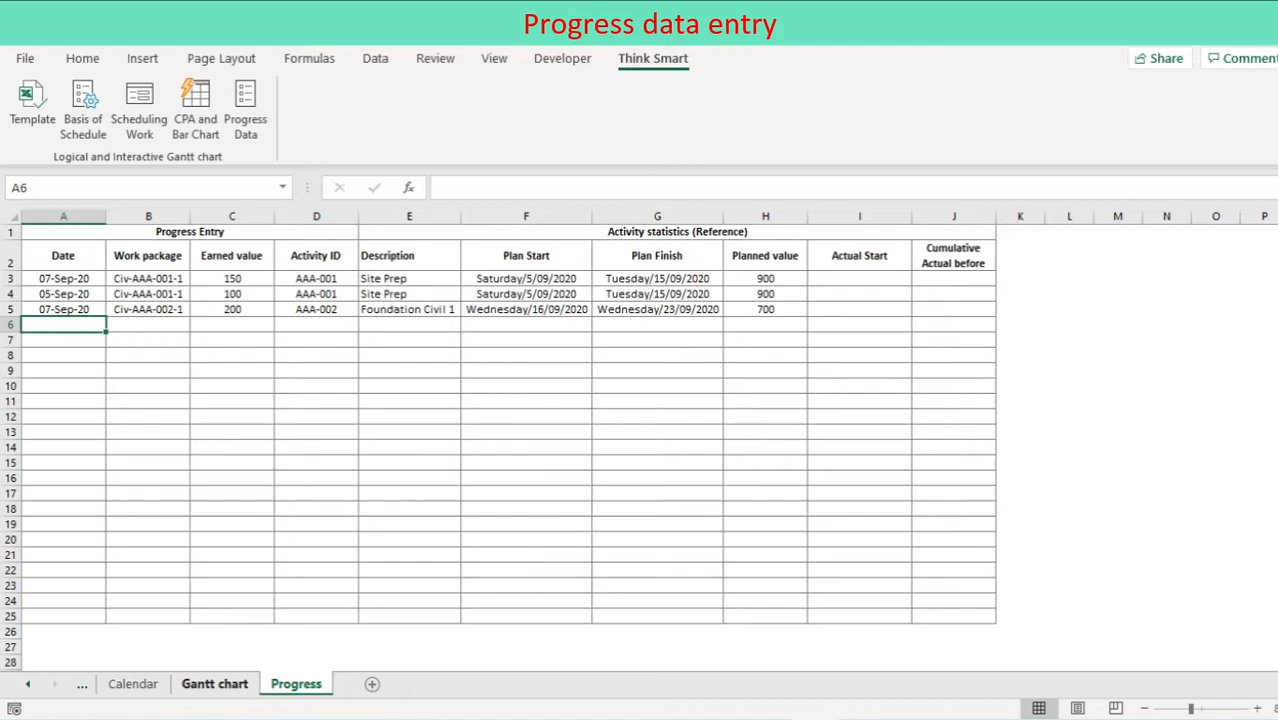 Progress data entry
File Home Insert Page Layout Formulas Data Review View Developer Think Smart Share Comment
Template Basis of Schedule Scheduling Work CPA and Bar Chart Progress Data
Logical and Interactive Gantt chart
A6 fx
A B C D E F G H I J K L M N O P
1 Progress Entry Activity statistics (Reference)
2 Date Work package Earned value Activity ID Description Plan Start Plan Finish Planned value Actual Start Cumulative Actual before
3 07-Sep-20 Civ-AAA-001-1 150 AAA-001 Site Prep Saturday/5/09/2020 Tuesday/15/09/2020 900
4 05-Sep-20 Civ-AAA-001-1 100 AAA-001 Site Prep Saturday/5/09/2020 Tuesday/15/09/2020 900
5 07-Sep-20 Civ-AAA-002-1 200 AAA-002 Foundation Civil 1 Wednesday/16/09/2020 Wednesday/23/09/2020 700
6
7
8
9
10
11
12
13
14
15
16
17
18
19
20
21
22
23
24
25
26
27
28
... Calendar Gantt chart Progress